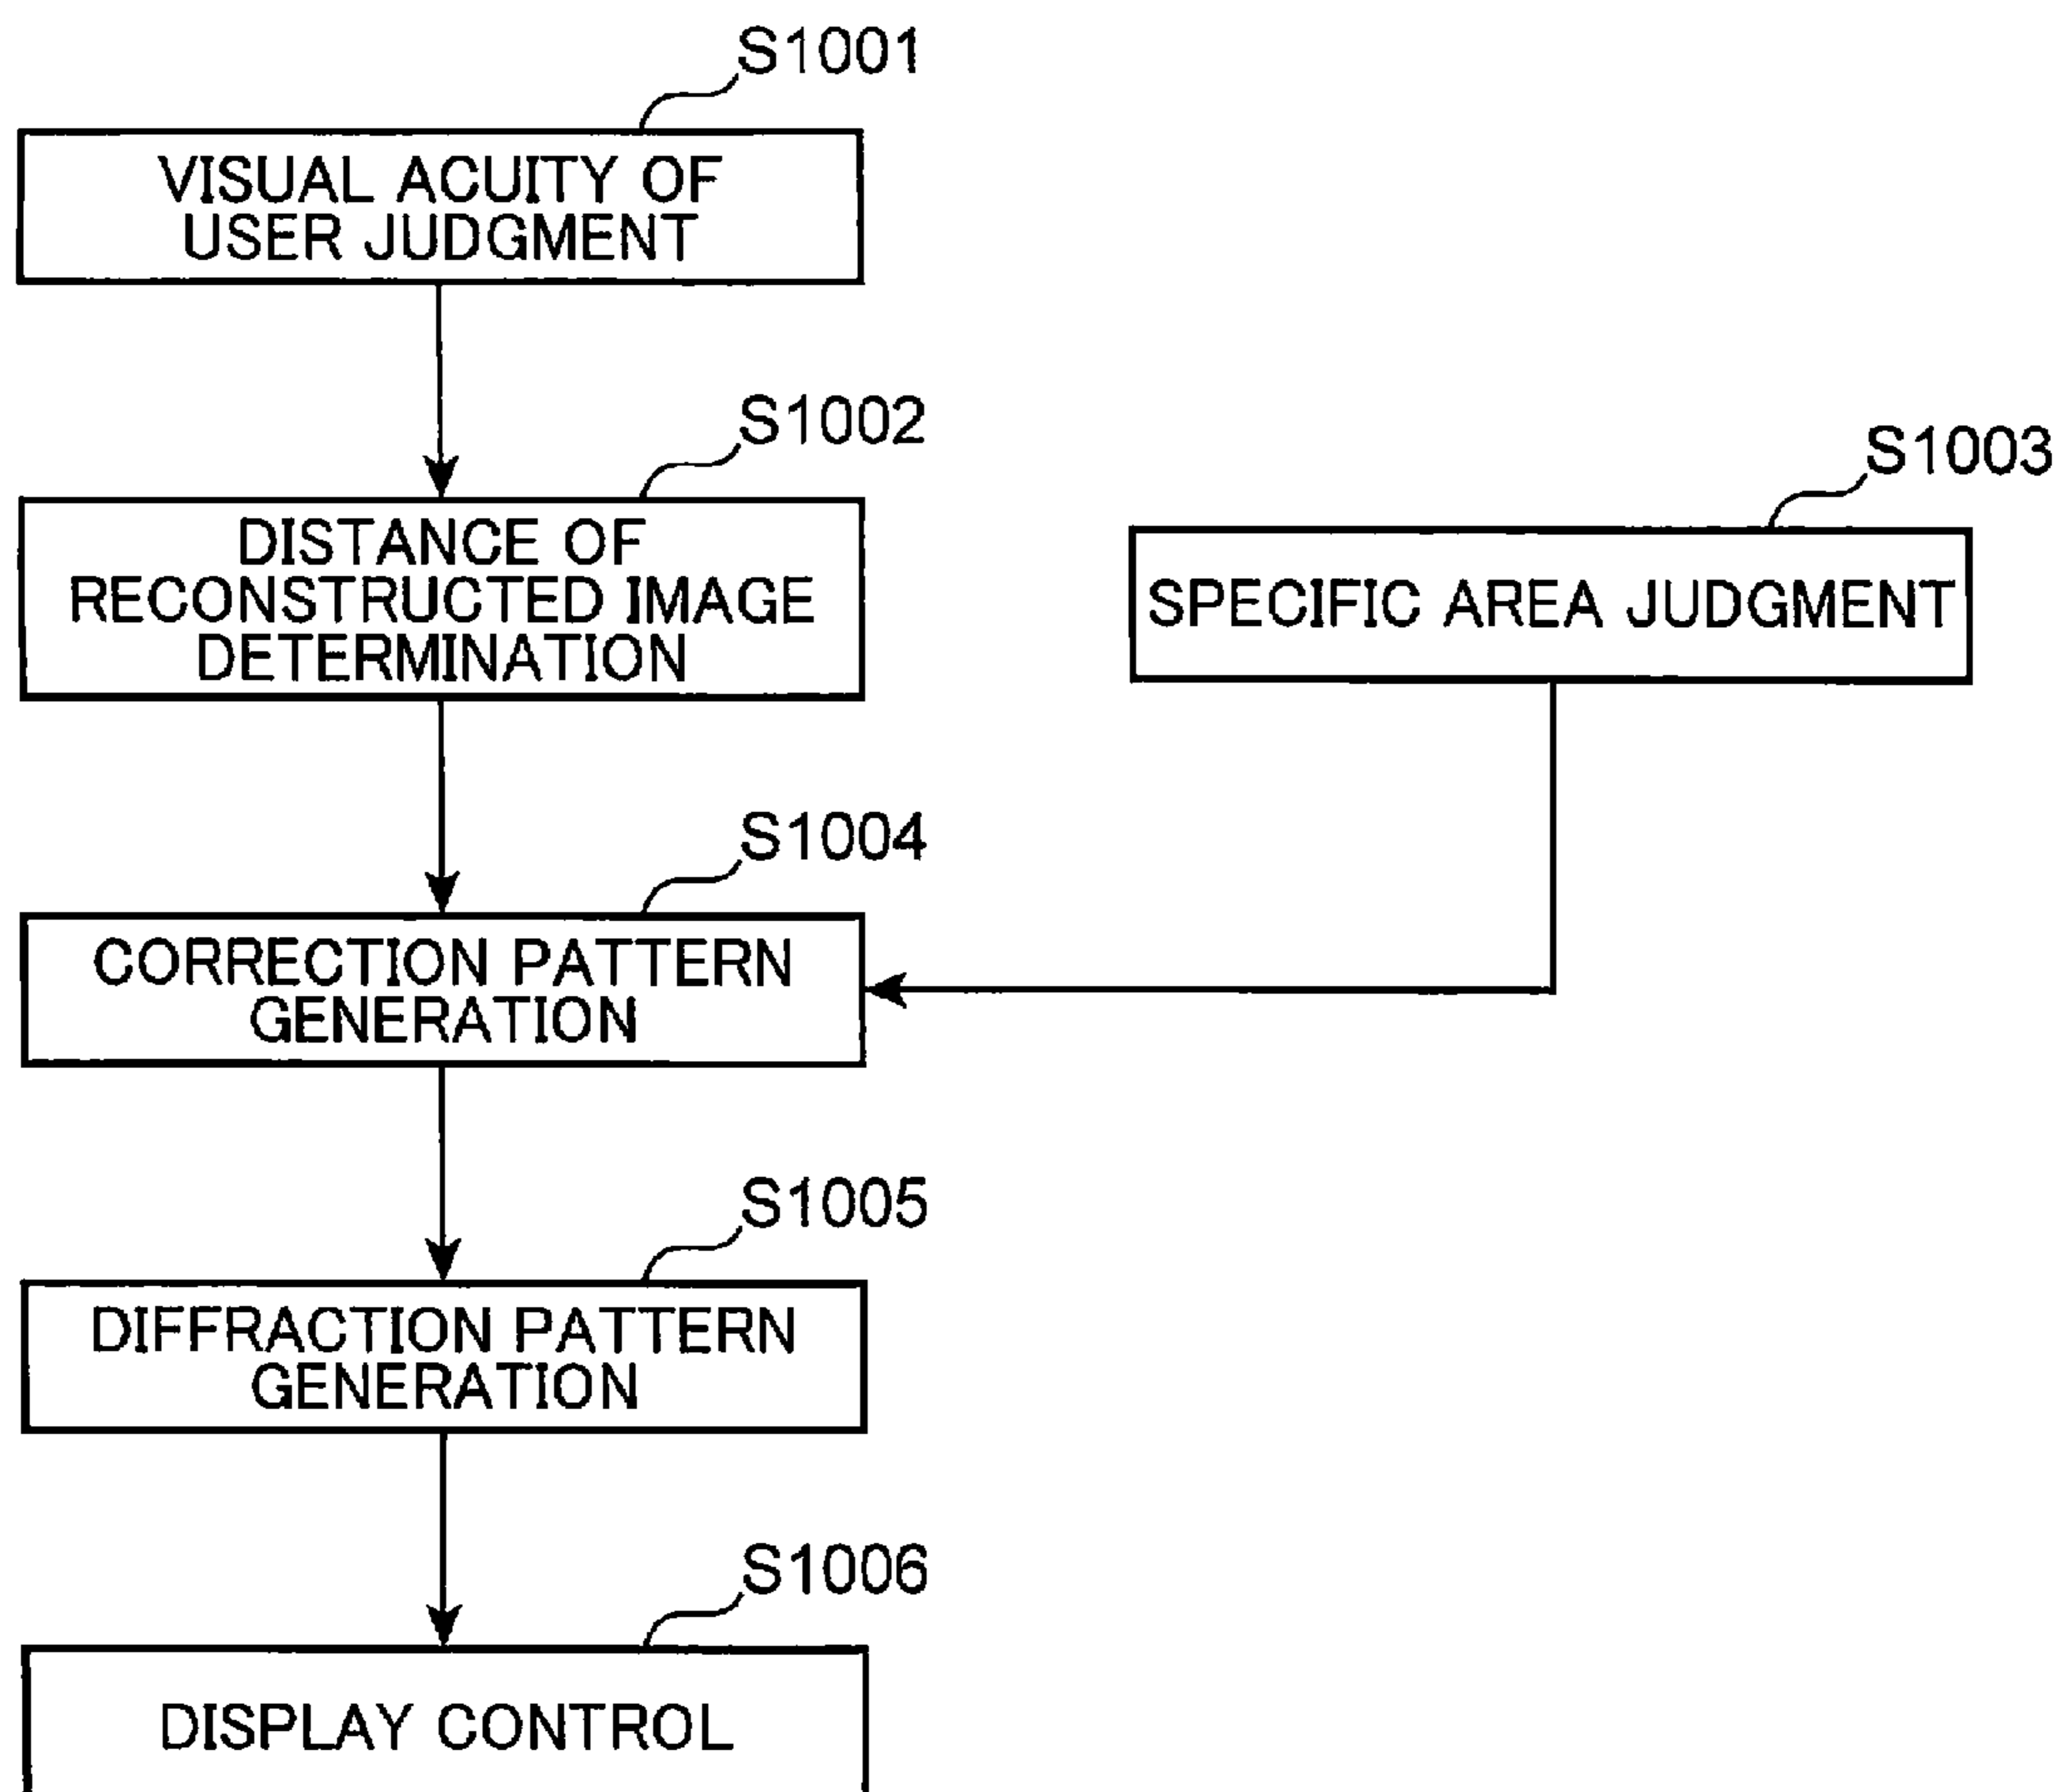 S1001
VISUAL ACUITY OF
USER JUDGMENT
S1002
DISTANCE OF
RECONSTRUCTED IMAGE
DETERMINATION
S1003
SPECIFIC AREA JUDGMENT
S1004
CORRECTION PATTERN
GENERATION
S1005
DIFFRACTION PATTERN
GENERATION
S1006
DISPLAY CONTROL